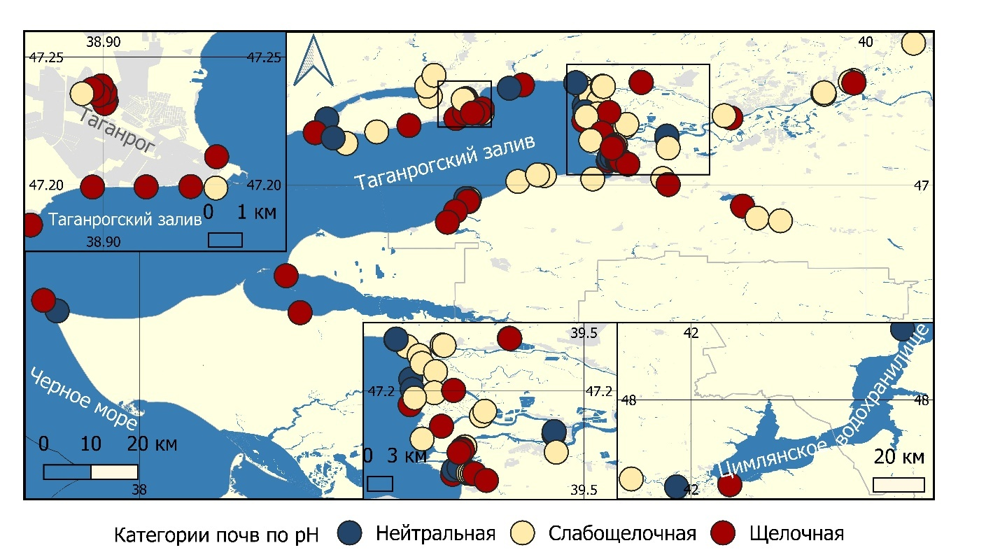 38.90
40
47.25
47.25
Таганрог
Таганрогский залив
47.20
47.20
47
0 1 км
Таганрогский залив
38.90
39.5
42
Черное море
47.2
47.2
48
48
водохранилище
0 10 20 км
0 3 км
Цимлянское
20 км
38
39.5
42
Категории почв по pH
Нейтральная
Слабощелочная
Щелочная